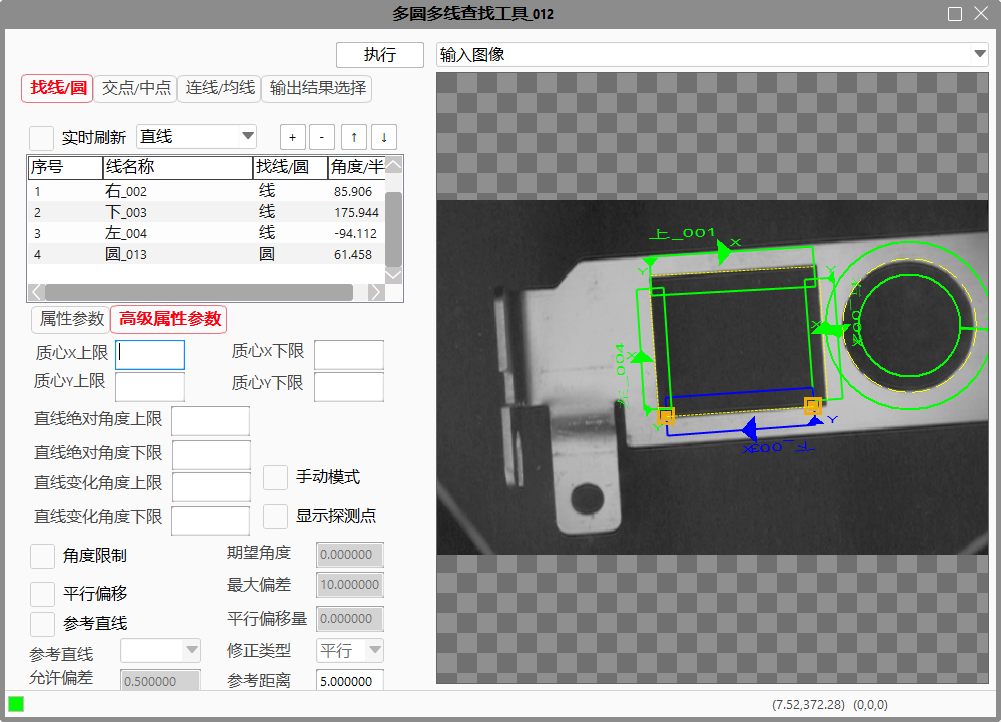 多圆多线查找工具_012
执行
输入图像
找线/圆 交点/中点 连线/均线 输出结果选择
实时刷新 直线 + - ↑ ↓
序号 线名称 找线/圆 角度/半
1 右_002 线 85.906
2 下_003 线 175.944
3 左_004 线 -94.112
4 圆_013 圆 61.458
属性参数 高级属性参数
质心X上限 质心X下限
质心Y上限 质心Y下限
直线绝对角度上限
直线绝对角度下限
直线变化角度上限 手动模式
直线变化角度下限 显示探测点
角度限制 期望角度 0.000000
最大偏差 10.000000
平行偏移 平行偏移量 0.000000
参考直线
参考直线 修正类型 平行
允许偏差 0.500000 参考距离 5.000000
上_001
X
Y
Y
X
X
左_004
Y
Y
X
下_003
(7.52,372.28) (0,0,0)